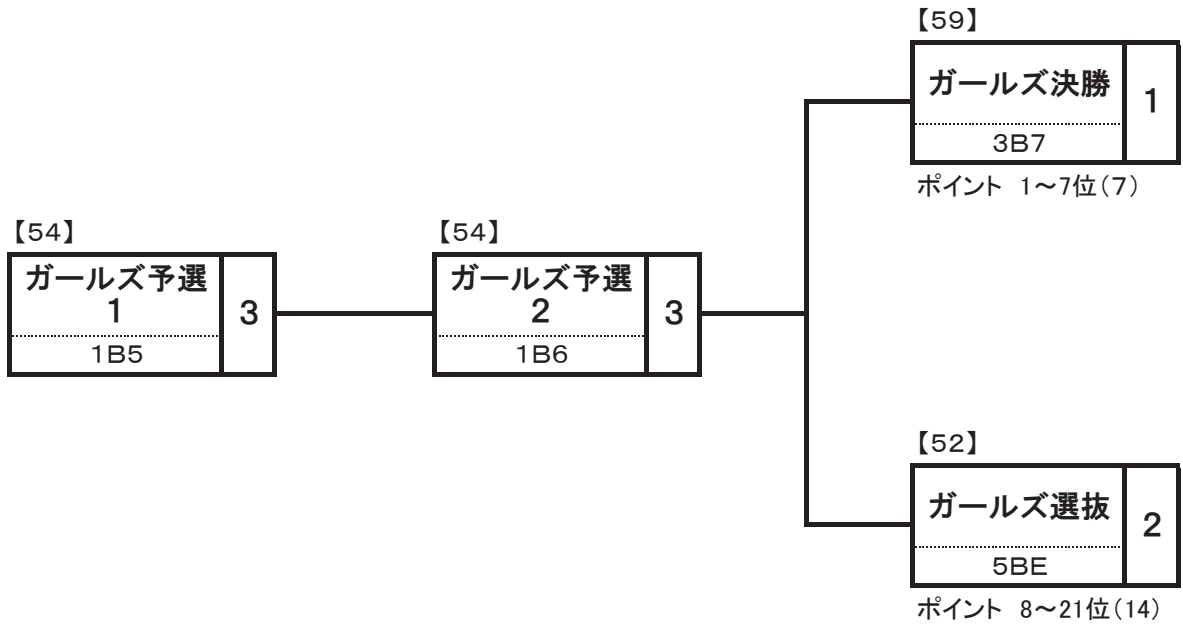 【54】
ガールズ予選
1
3
1B5
【54】
ガールズ予選
2
3
1B6
【59】
ガールズ決勝
1
3B7
ポイント 1～7位(7)
【52】
ガールズ選抜
2
5BE
ポイント 8～21位(14)